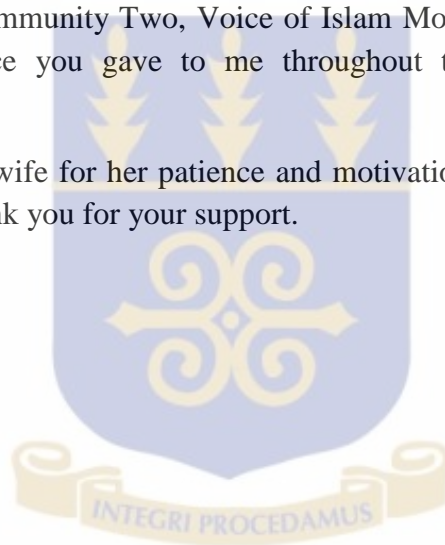 mmunity Two, Voice of Islam Mo
ce you gave to me throughout t
wife for her patience and motivatio
nk you for your support.
INTEGRI PROCEDAMUS